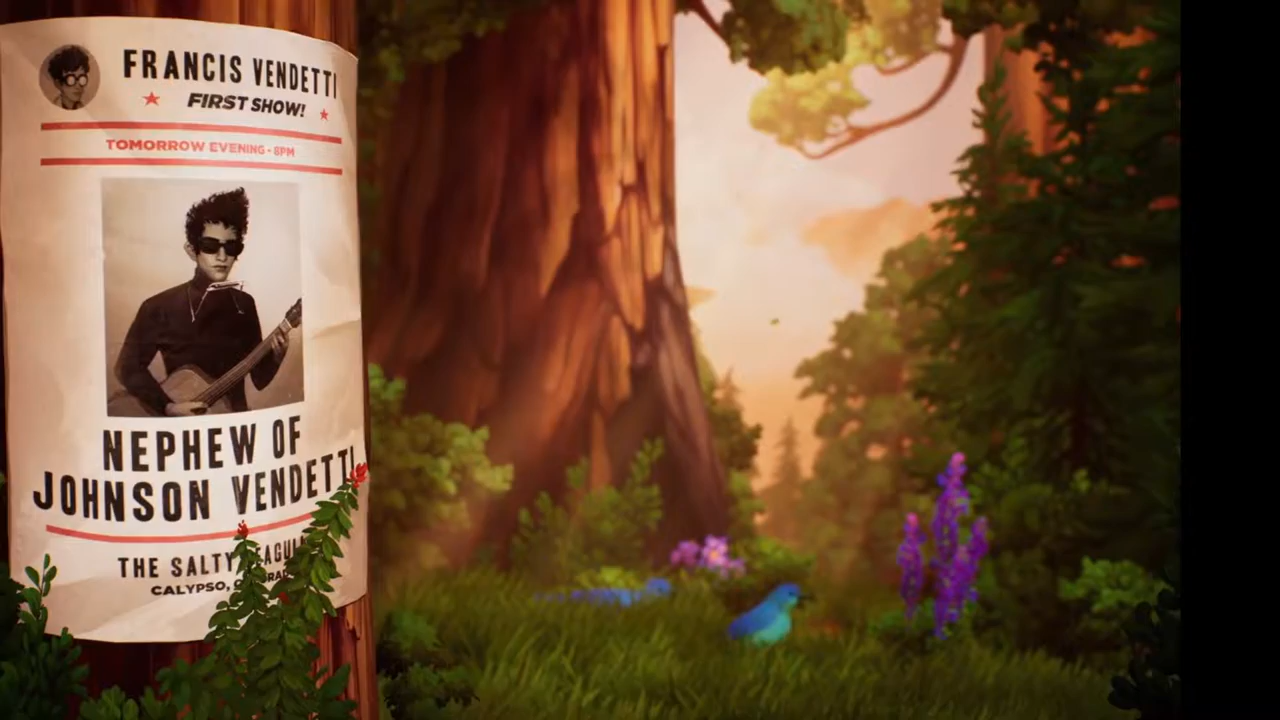 FRANCIS VENDETTI
FIRST SHOW!
TOMORROW EVENING - 8PM
NEPHEW OF
JOHNSON VENDETTI
THE SALTY
CALYPSO,